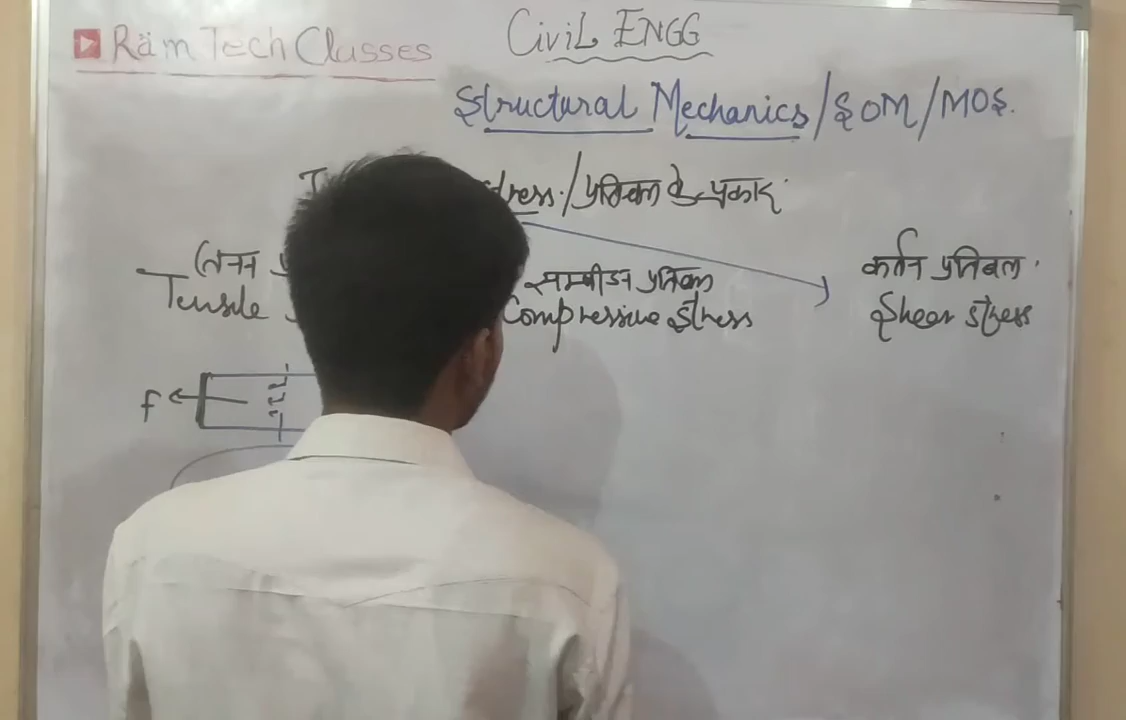 Ram Tech Classes
Civil ENGG
Structural Mechanics/SOM/MOS.
stress./प्रतिबल के प्रकार
(तनन
सम्पीडन प्रतिबल
कर्तन प्रतिबल
Tensile
Compressive stress
Shear stress
F